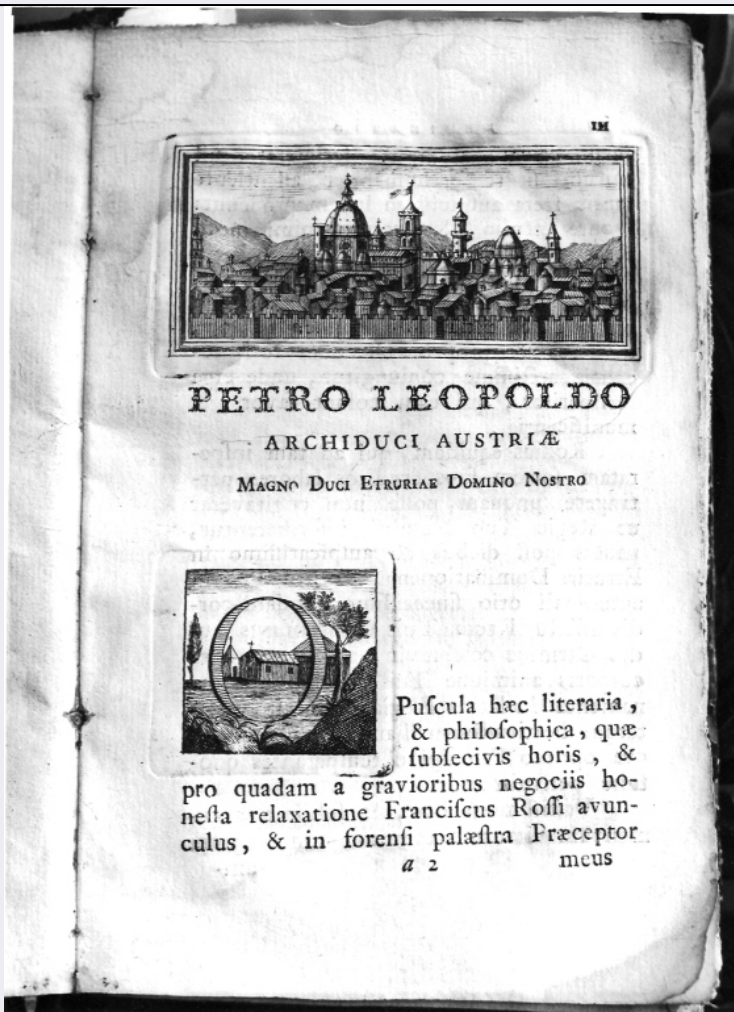 III
PETRO LEOPOLDO
ARCHIDUCI AUSTRIÆ
MAGNO DUCI ETRURIAE DOMINO NOSTRO
OPuſcula hæc literaria,
& philoſophica, quæ
ſubſecivis horis, &
pro quadam a gravioribus negociis ho-
neſta relaxatione Franciſcus Roſſi avun-
culus, & in forenſi palæſtra Præceptor
a 2 meus